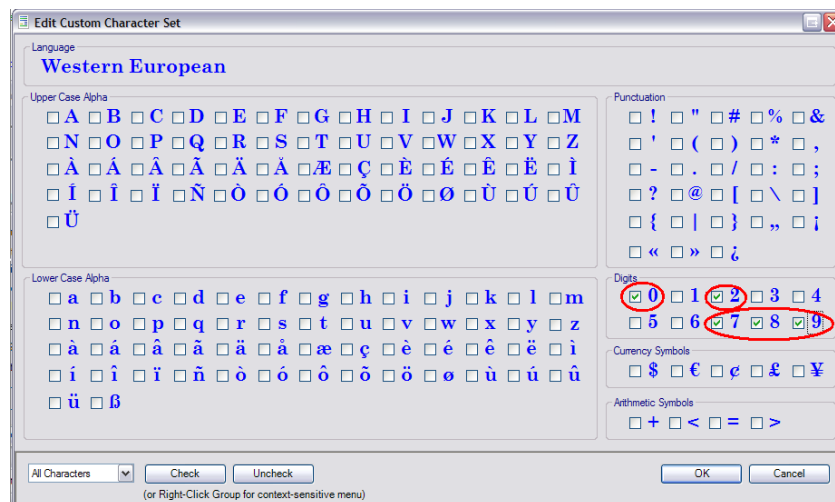 Edit Custom Character Set
Language
Western European
Upper Case Alpha
A B C D E F G H I J K L M
N O P Q R S T U V W X Y Z
À Á Â Ã Ä Å Æ Ç È É Ê Ë Ì
Í Î Ï Ñ Ò Ó Ô Õ Ö Ø Ù Ú Û
Ü
Punctuation
! " # % &
' ( ) * ,
- . / : ;
? @ [ \ ]
{ | } „ ¡
« » ¿
Lower Case Alpha
a b c d e f g h i j k l m
n o p q r s t u v w x y z
à á â ã ä å æ ç è é ê ë ì
í î ï ñ ò ó ô õ ö ø ù ú û
ü ß
Digits
0 1 2 3 4
5 6 7 8 9
Currency Symbols
$ € ¢ £ ¥
Arithmetic Symbols
+ < = >
All Characters Check Uncheck OK Cancel
(or Right-Click Group for context-sensitive menu)